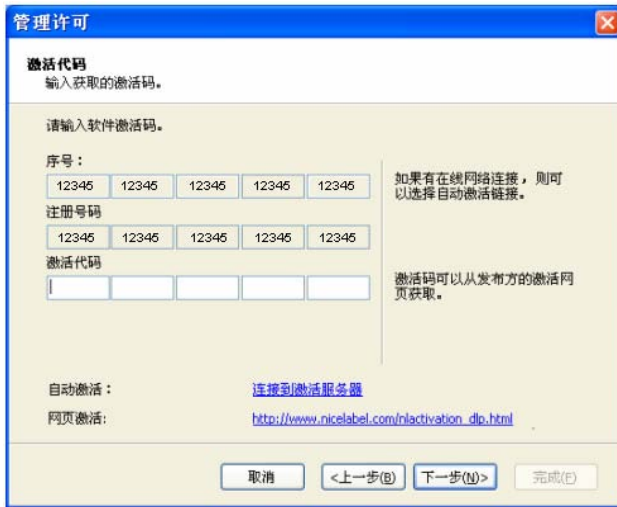 管理许可
激活代码
输入获取的激活码。
请输入软件激活码。
序号：
12345 12345 12345 12345 12345
如果有在线网络连接，则可
以选择自动激活链接。
注册号码
12345 12345 12345 12345 12345
激活代码
激活码可以从发布方的激活网
页获取。
自动激活：
连接到激活服务器
网页激活:
http://www.nicelabel.com/nlactivation_dlp.html
取消
<上一步(B)
下一步(N)>
完成(F)